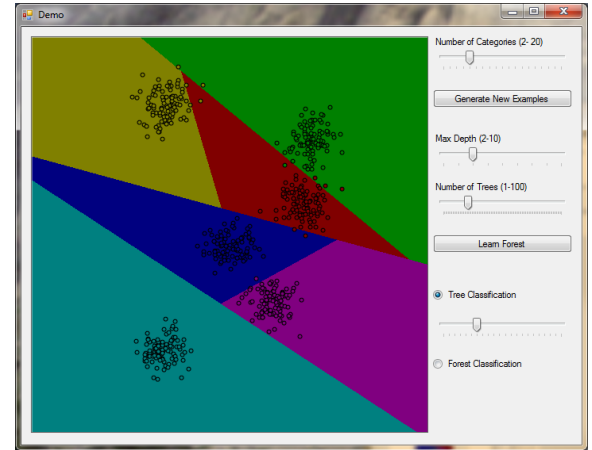 Demo
Number of Categories (2- 20)
Generate New Examples
Max Depth (2-10)
Number of Trees (1-100)
Learn Forest
Tree Classification
Forest Classification